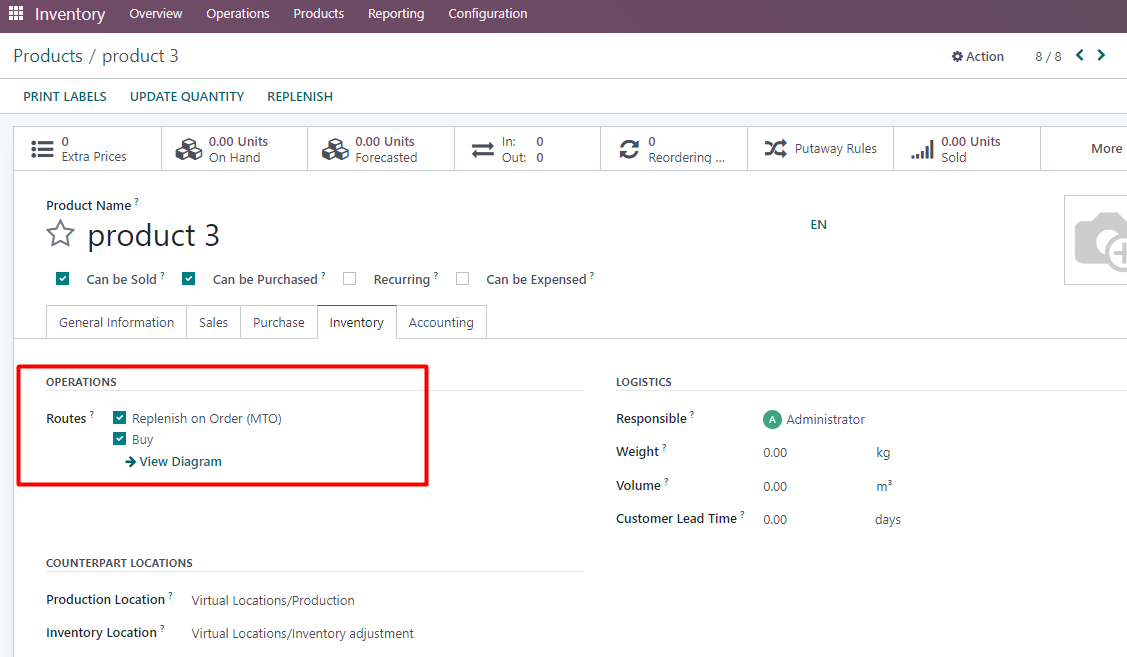 Inventory Overview Operations Products Reporting Configuration
Products / product 3
Action 8 / 8
PRINT LABELS UPDATE QUANTITY REPLENISH
0
Extra Prices
0.00 Units
On Hand
0.00 Units
Forecasted
In: 0
Out: 0
0
Reordering ...
Putaway Rules
0.00 Units
Sold
More
Product Name ?
product 3
EN
Can be Sold ? Can be Purchased ? Recurring ? Can be Expensed ?
General Information Sales Purchase Inventory Accounting
OPERATIONS
Routes ? Replenish on Order (MTO)
Buy
View Diagram
LOGISTICS
Responsible ? A Administrator
Weight ? 0.00 kg
Volume ? 0.00 m³
Customer Lead Time ? 0.00 days
COUNTERPART LOCATIONS
Production Location ? Virtual Locations/Production
Inventory Location ? Virtual Locations/Inventory adjustment